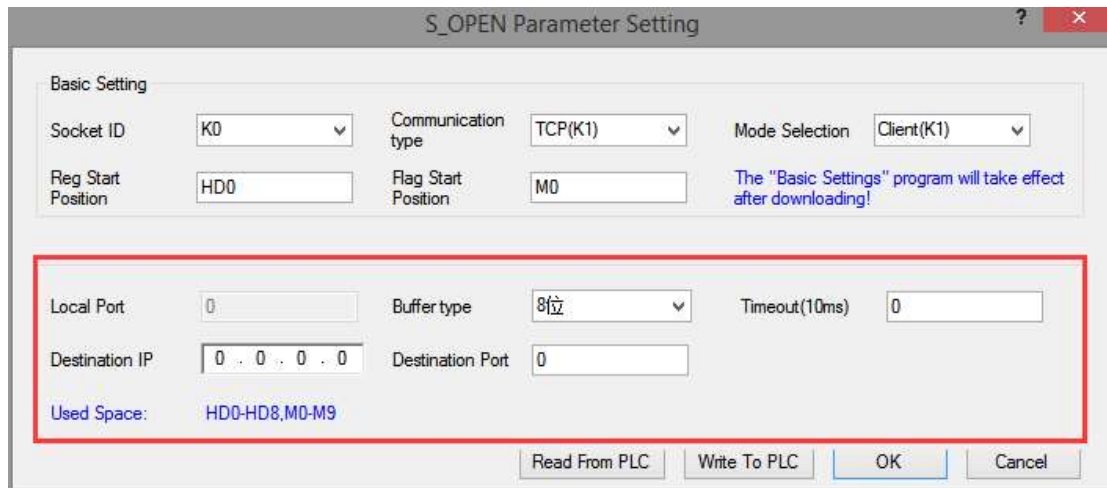 S_OPEN Parameter Setting
?
Basic Setting
Socket ID K0 Communication type TCP(K1) Mode Selection Client(K1)
Reg Start Position HD0 Flag Start Position M0 The "Basic Settings" program will take effect after downloading!
Local Port 0 Buffer type 8位 Timeout(10ms) 0
Destination IP 0 . 0 . 0 . 0 Destination Port 0
Used Space: HD0-HD8,M0-M9
Read From PLC Write To PLC OK Cancel